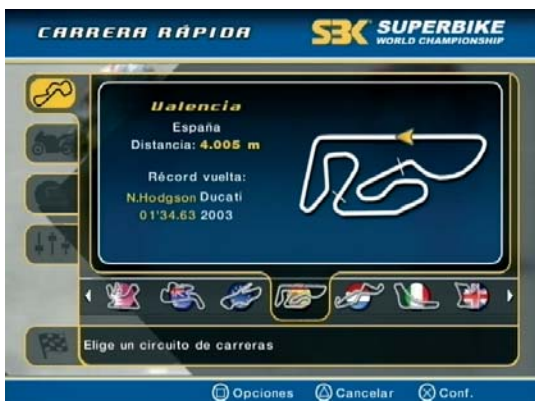 CARRERA RÁPIDA
SBK SUPERBIKE
WORLD CHAMPIONSHIP
Valencia
España
Distancia: 4.005 m
Récord vuelta:
N.Hodgson Ducati
01'34.63 2003
Elige un circuito de carreras
Opciones Cancelar Conf.